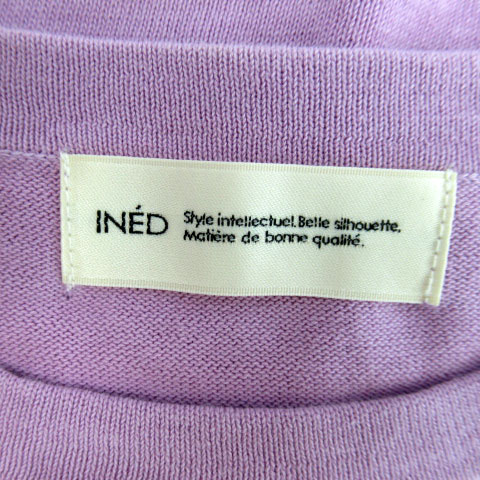 INÉD
Style intellectuel. Belle silhouette.
Matière de bonne qualité.